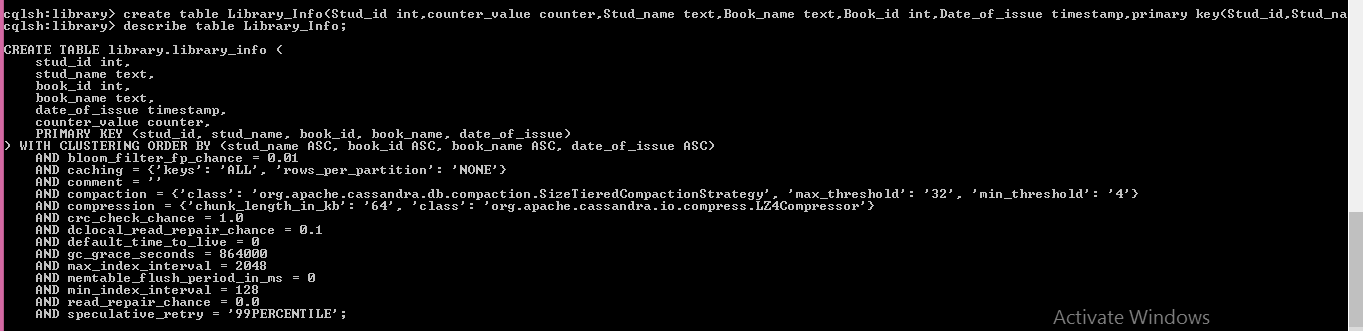 cqlsh:library> create table Library_Info(Stud_id int,counter_value counter,Stud_name text,Book_name text,Book_id int,Date_of_issue timestamp,primary key(Stud_id,Stud_na
cqlsh:library> describe table Library_Info;
CREATE TABLE library.library_info (
    stud_id int,
    stud_name text,
    book_id int,
    book_name text,
    date_of_issue timestamp,
    counter_value counter,
    PRIMARY KEY (stud_id, stud_name, book_id, book_name, date_of_issue)
) WITH CLUSTERING ORDER BY (stud_name ASC, book_id ASC, book_name ASC, date_of_issue ASC)
    AND bloom_filter_fp_chance = 0.01
    AND caching = {'keys': 'ALL', 'rows_per_partition': 'NONE'}
    AND comment = ''
    AND compaction = {'class': 'org.apache.cassandra.db.compaction.SizeTieredCompactionStrategy', 'max_threshold': '32', 'min_threshold': '4'}
    AND compression = {'chunk_length_in_kb': '64', 'class': 'org.apache.cassandra.io.compress.LZ4Compressor'}
    AND crc_check_chance = 1.0
    AND dclocal_read_repair_chance = 0.1
    AND default_time_to_live = 0
    AND gc_grace_seconds = 864000
    AND max_index_interval = 2048
    AND memtable_flush_period_in_ms = 0
    AND min_index_interval = 128
    AND read_repair_chance = 0.0
    AND speculative_retry = '99PERCENTILE';
Activate Windows